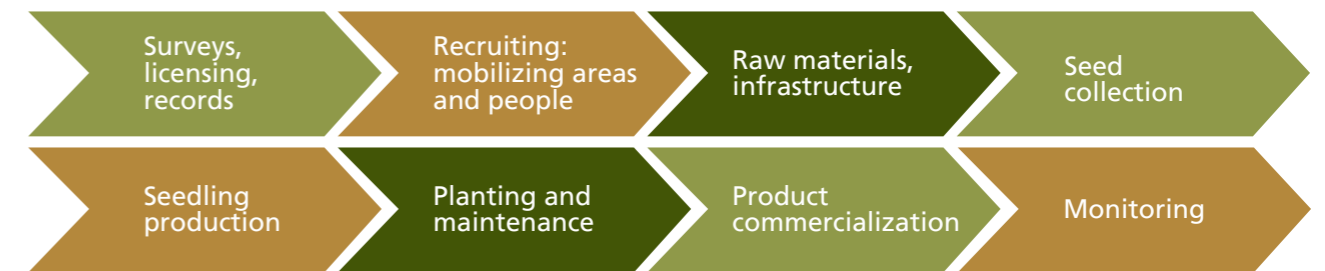 Surveys,
licensing,
records
Recruiting:
mobilizing areas
and people
Raw materials,
infrastructure
Seed
collection
Seedling
production
Planting and
maintenance
Product
commercialization
Monitoring